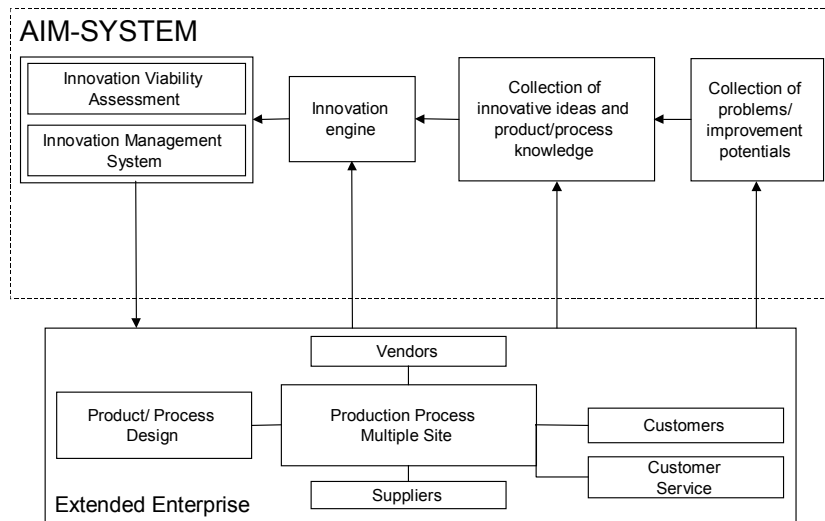 AIM-SYSTEM
Innovation Viability
Assessment
Innovation Management
System
Innovation
engine
Collection of
innovative ideas and
product/process
knowledge
Collection of
problems/
improvement
potentials
Vendors
Product/ Process
Design
Production Process
Multiple Site
Customers
Customer
Service
Suppliers
Extended Enterprise